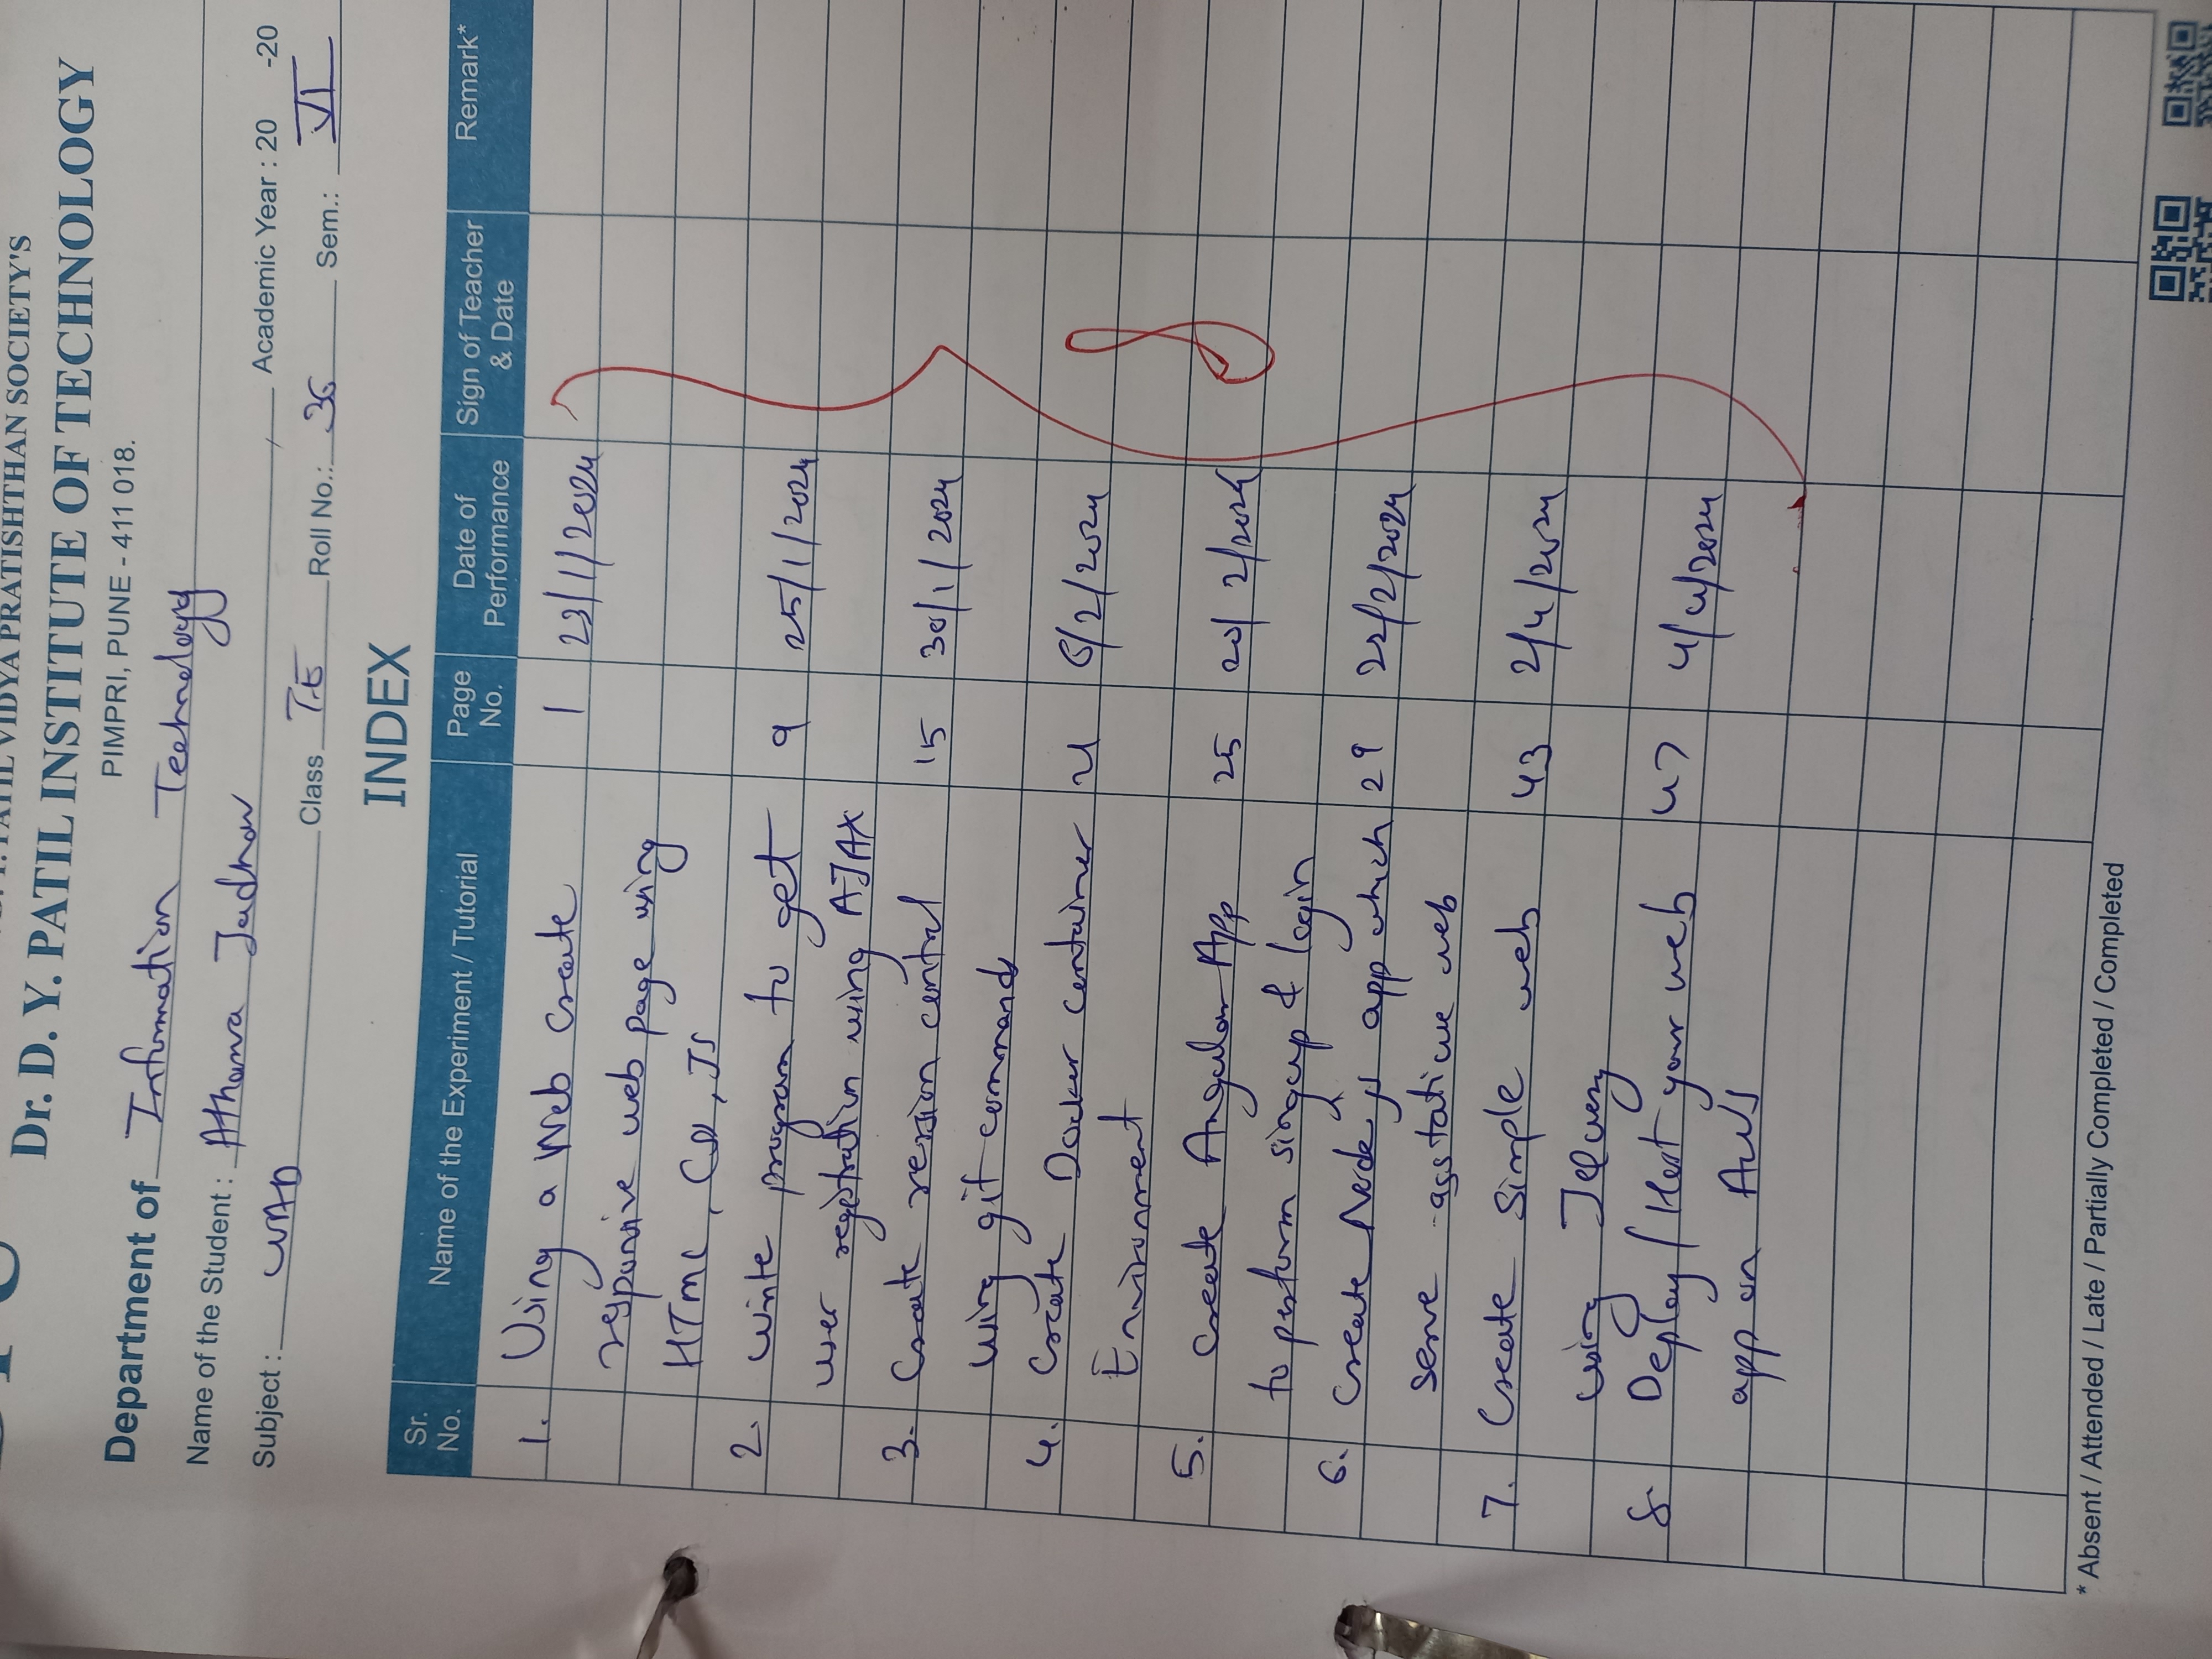 PATIL VIDYA PRATISHTHAN SOCIETY'S
Dr. D. Y. PATIL INSTITUTE OF TECHNOLOGY
PIMPRI, PUNE - 411 018.
Department of Information Technology
Name of the Student : Atharva Jadhav
Academic Year : 20 -20
Subject : WAD Class T.E Roll No.: 36 Sem.: VI
INDEX
Sr. No. Name of the Experiment / Tutorial Page No. Date of Performance Sign of Teacher & Date Remark*
1. Using a Web Create 1 23/1/2024
responsive web page using
HTML, CSS, JS
2. Write program to get 9 25/1/2024
user registration using AJAX
3. Create version control 15 30/1/2024
using git commands
4. Create Docker container 21 6/2/2024
Environment
5. Create Angular App 25 20/2/2024
to perform singup & login
6. Create Node js app which 29 22/2/2024
serve web
7. Create Simple web 43 2/4/2024
using
8. Deploy / Host your web 47 4/4/2024
app on AWS
* Absent / Attended / Late / Partially Completed / Completed